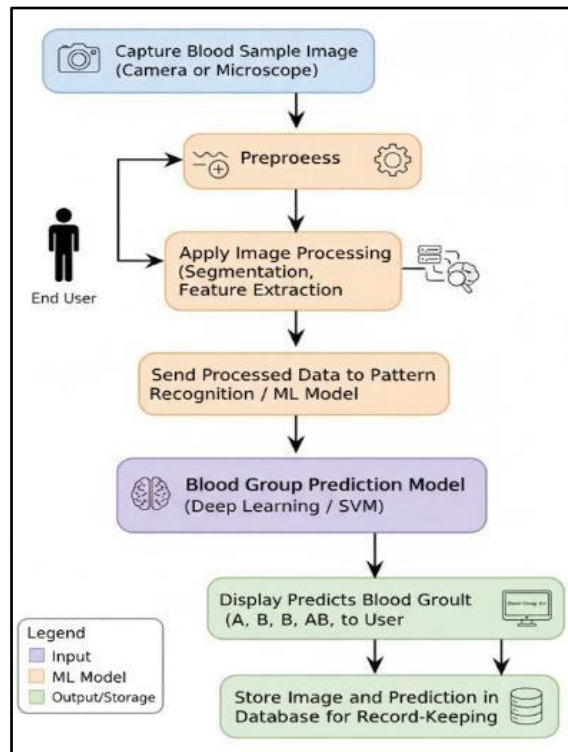 Capture Blood Sample Image
(Camera or Microscope)
Preproeess
End User
Apply Image Processing
(Segmentation,
Feature Extraction
Send Processed Data to Pattern
Recognition / ML Model
Blood Group Prediction Model
(Deep Learning / SVM)
Display Predicts Blood Groult
(A, B, B, AB, to User
Legend
Input
ML Model
Output/Storage
Store Image and Prediction in
Database for Record-Keeping